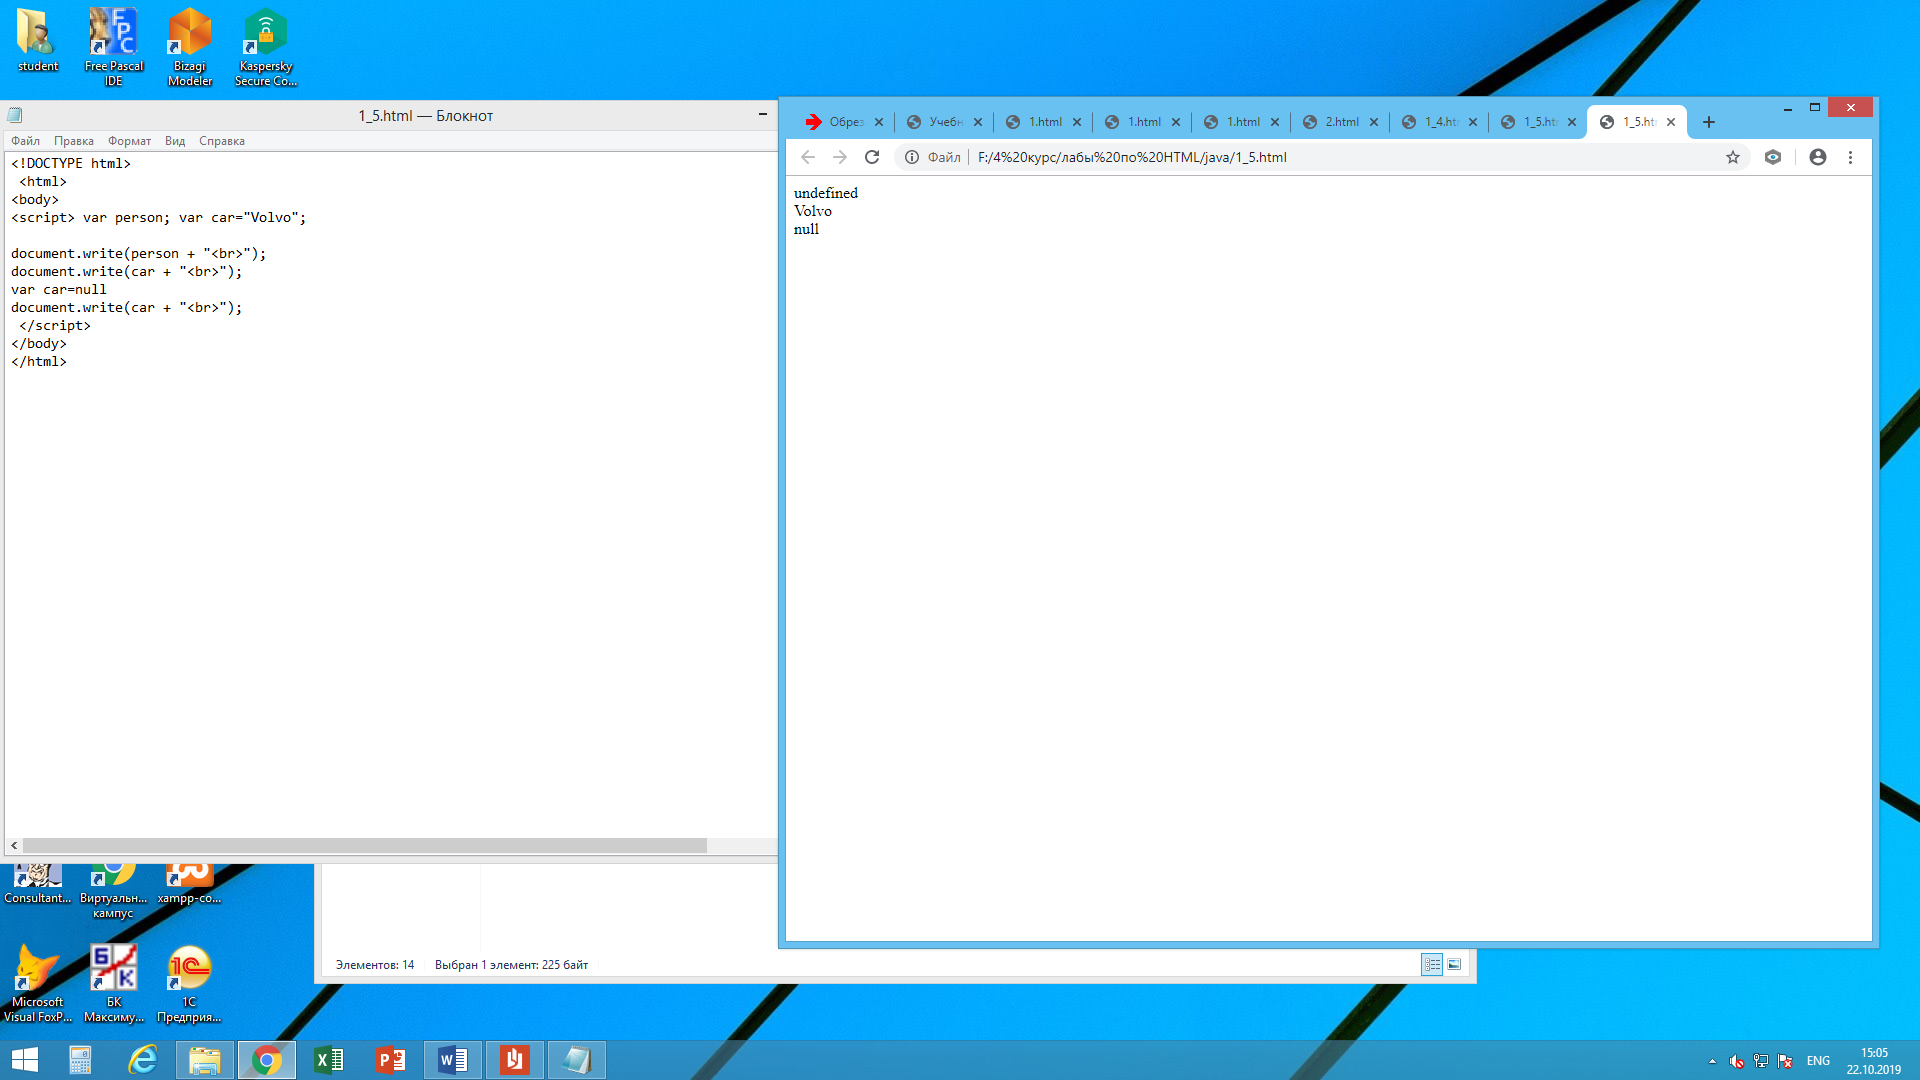 student
Free Pascal
IDE
Bizagi
Modeler
Kaspersky
Secure Co...
1_5.html — Блокнот
Файл Правка Формат Вид Справка
<!DOCTYPE html>
<html>
<body>
<script> var person; var car="Volvo";
document.write(person + "<br>");
document.write(car + "<br>");
var car=null
document.write(car + "<br>");
</script>
</body>
</html>
Обрез Учебн 1.html 1.html 1.html 2.html 1_4.ht 1_5.ht 1_5.ht
Файл F:/4%20курс/лабы%20по%20HTML/java/1_5.html
undefined
Volvo
null
Consultant...
Виртуальн...
кампус
xampp-co...
Элементов: 14 Выбран 1 элемент: 225 байт
Microsoft
Visual FoxP...
БК
Максиму...
1С
Предприя...
ENG
15:05
22.10.2019